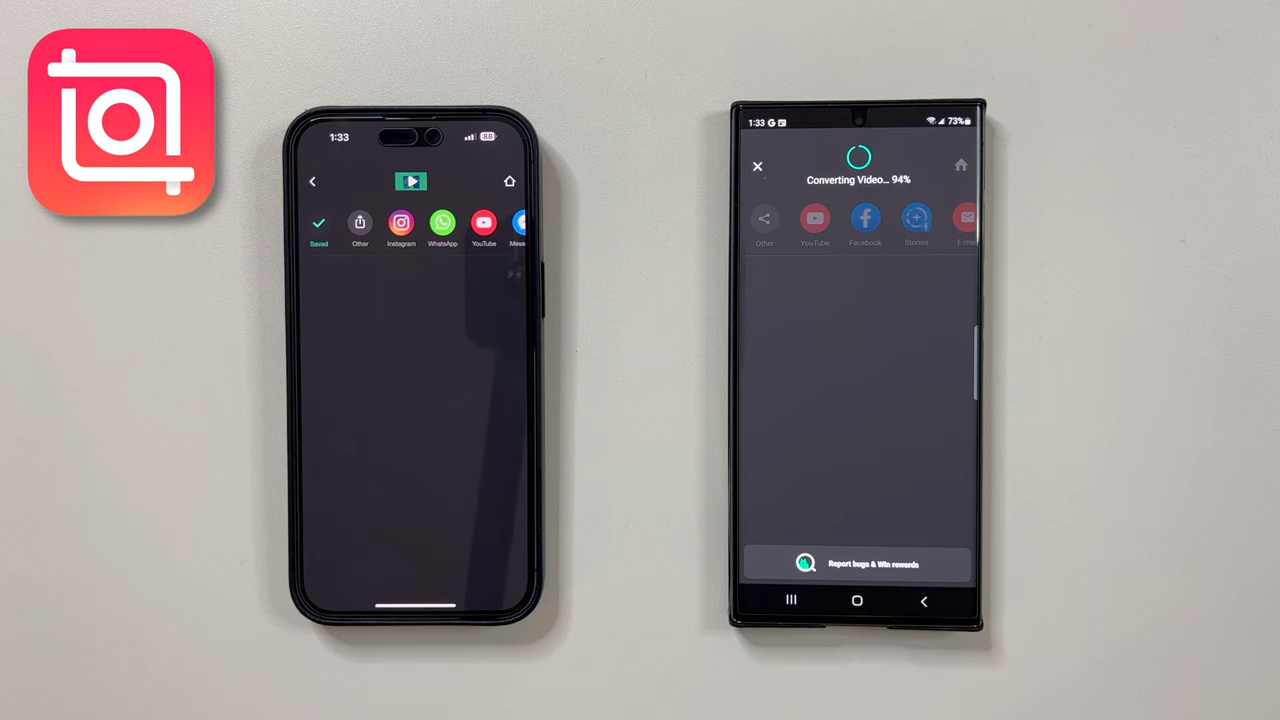 1:33
88
Saved
Other
Instagram
WhatsApp
YouTube
Messe
1:33 G
73%
Converting Video... 94%
Other
YouTube
Facebook
Stories
E-mail
Report bugs & Win rewards